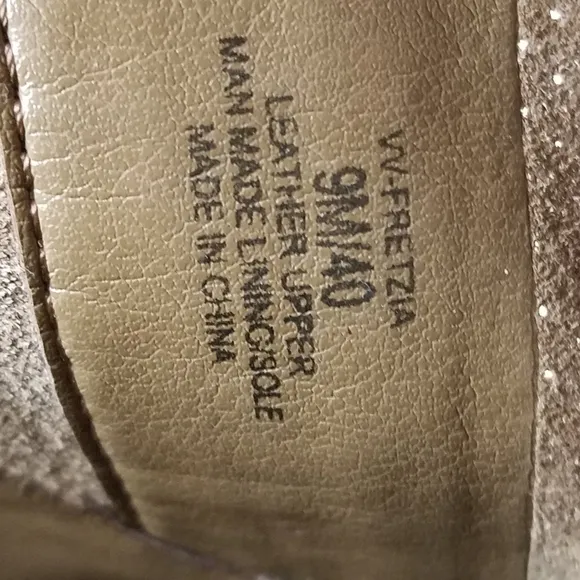 VV-FRETZIA
9M/40
LEATHER UPPER
MAN MADE LINING/SOLE
MADE IN CHINA